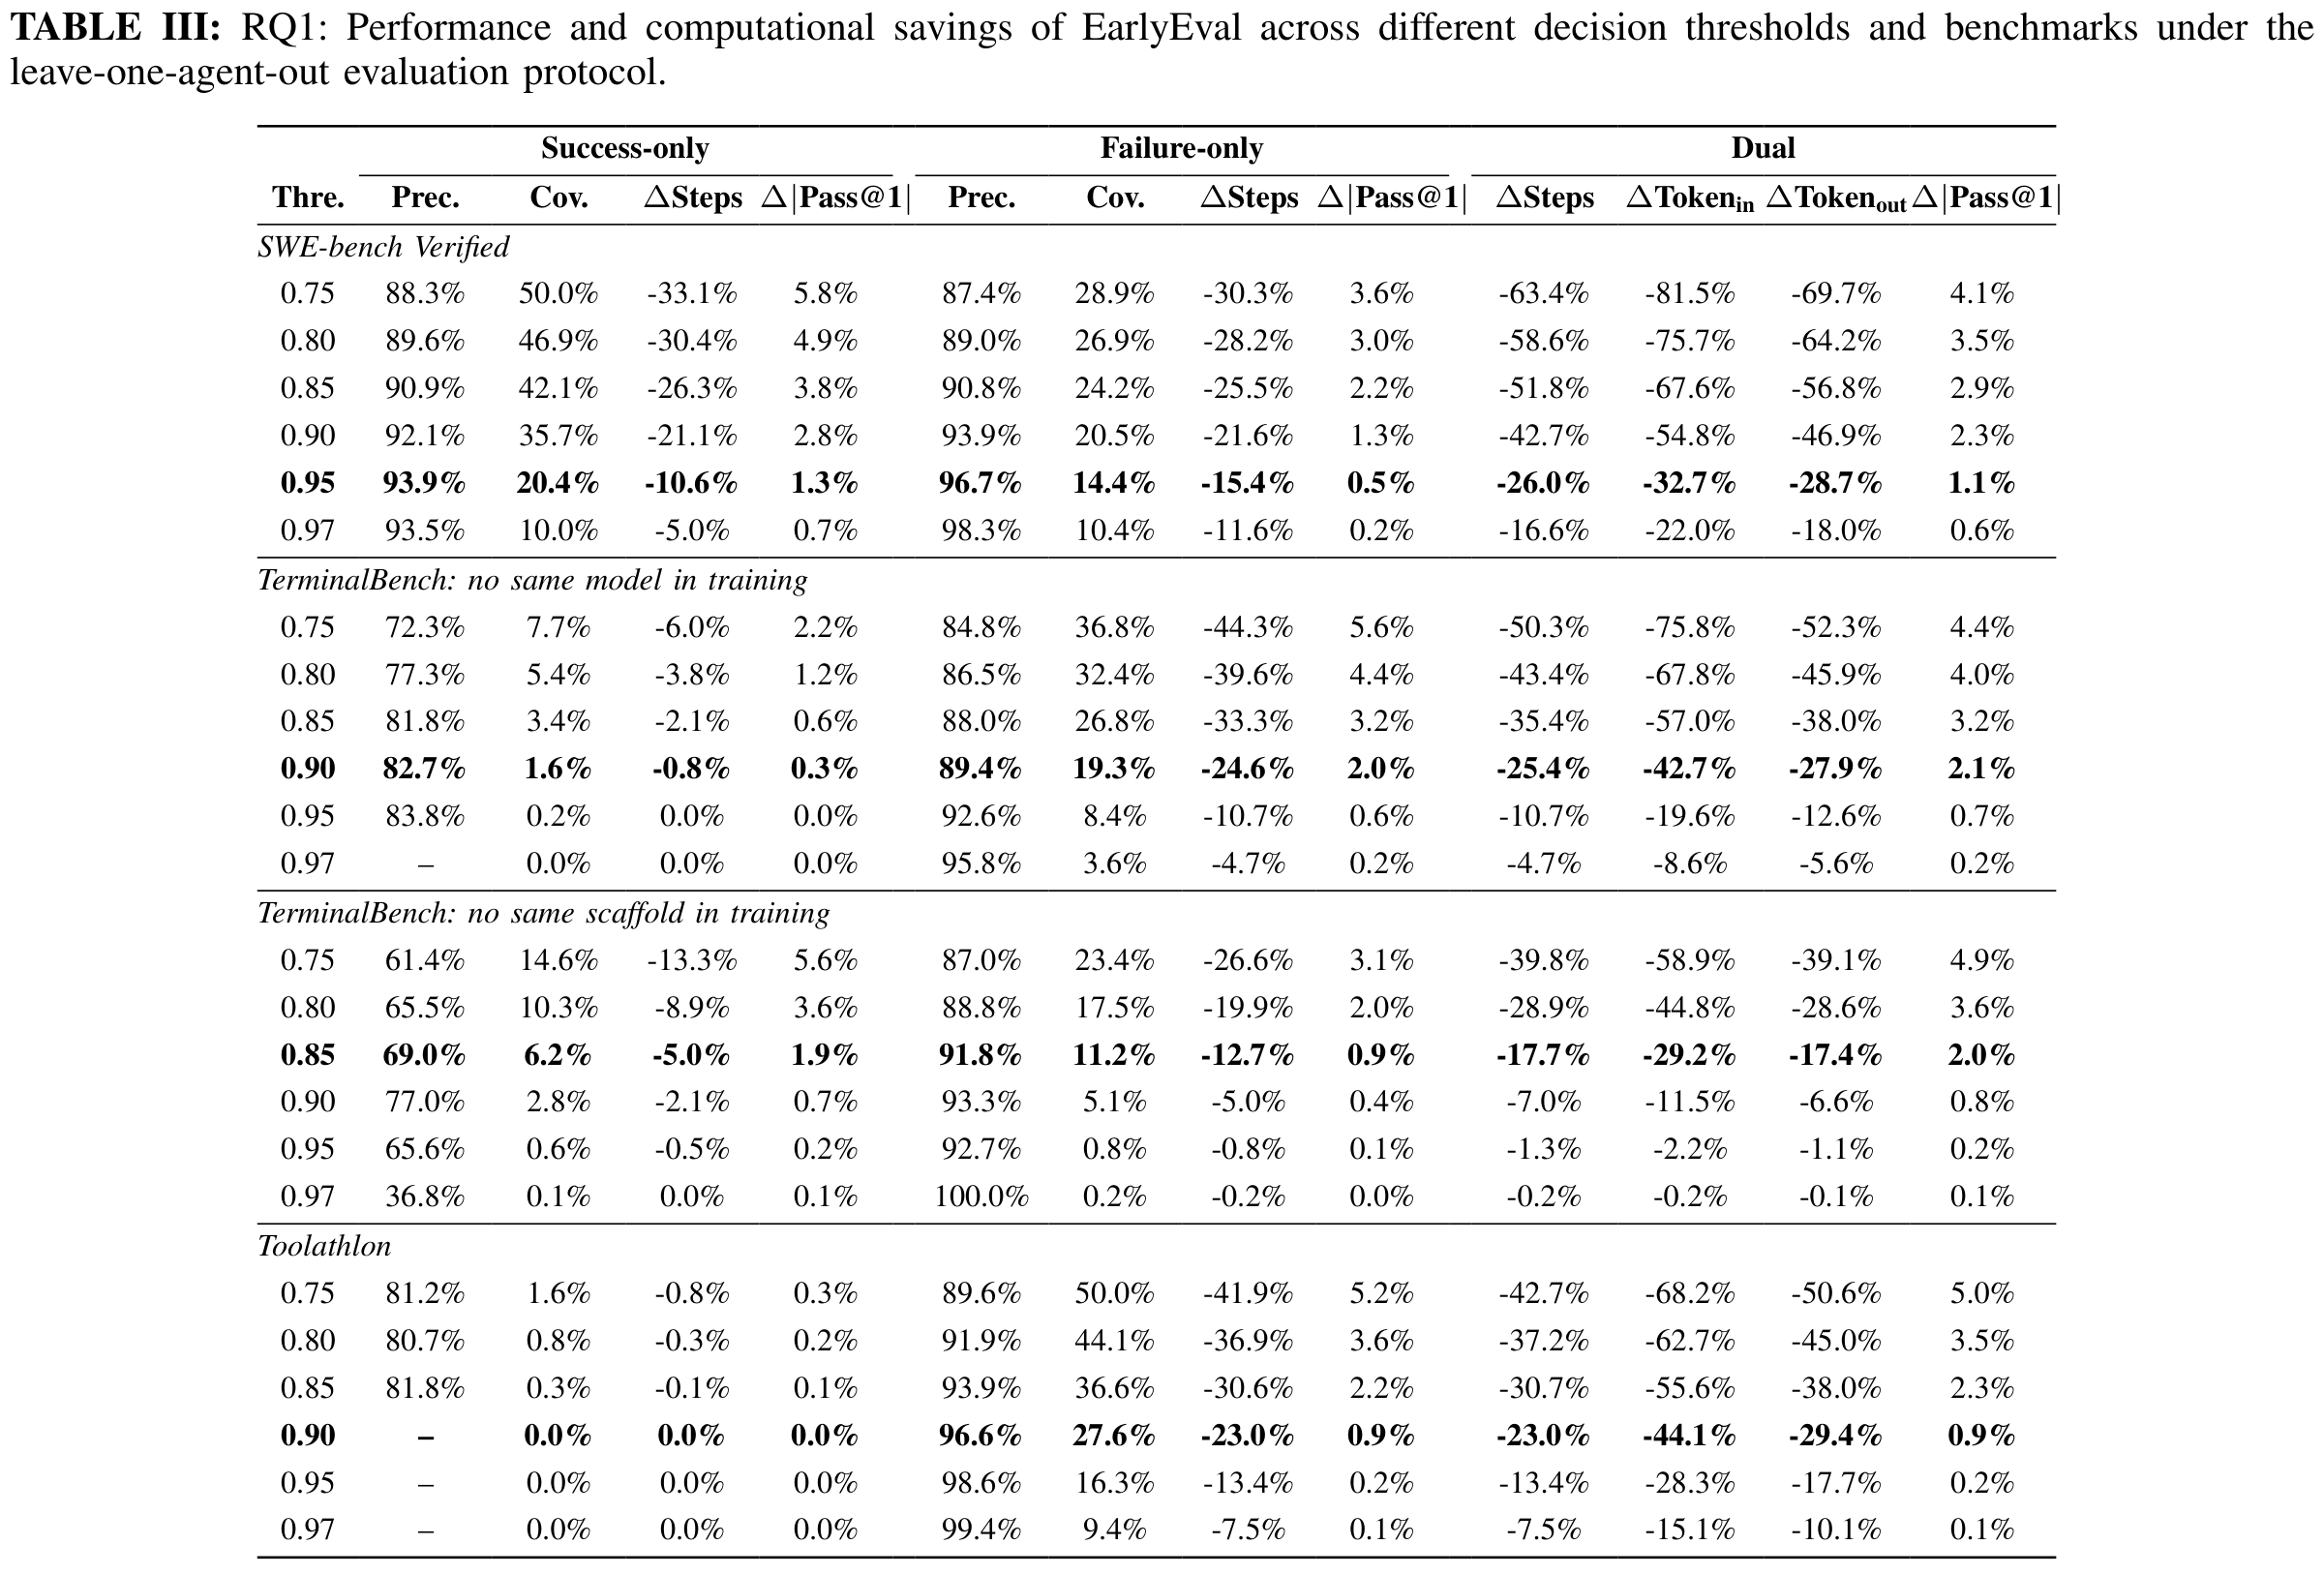 TABLE III: RQ1: Performance and computational savings of EarlyEval across different decision thresholds and benchmarks under the
leave-one-agent-out evaluation protocol.
Success-only Failure-only Dual
Thre. Prec. Cov. △Steps △|Pass@1| Prec. Cov. △Steps △|Pass@1| △Steps △Token_in △Token_out △|Pass@1|
SWE-bench Verified
0.75 88.3% 50.0% -33.1% 5.8% 87.4% 28.9% -30.3% 3.6% -63.4% -81.5% -69.7% 4.1%
0.80 89.6% 46.9% -30.4% 4.9% 89.0% 26.9% -28.2% 3.0% -58.6% -75.7% -64.2% 3.5%
0.85 90.9% 42.1% -26.3% 3.8% 90.8% 24.2% -25.5% 2.2% -51.8% -67.6% -56.8% 2.9%
0.90 92.1% 35.7% -21.1% 2.8% 93.9% 20.5% -21.6% 1.3% -42.7% -54.8% -46.9% 2.3%
0.95 93.9% 20.4% -10.6% 1.3% 96.7% 14.4% -15.4% 0.5% -26.0% -32.7% -28.7% 1.1%
0.97 93.5% 10.0% -5.0% 0.7% 98.3% 10.4% -11.6% 0.2% -16.6% -22.0% -18.0% 0.6%
TerminalBench: no same model in training
0.75 72.3% 7.7% -6.0% 2.2% 84.8% 36.8% -44.3% 5.6% -50.3% -75.8% -52.3% 4.4%
0.80 77.3% 5.4% -3.8% 1.2% 86.5% 32.4% -39.6% 4.4% -43.4% -67.8% -45.9% 4.0%
0.85 81.8% 3.4% -2.1% 0.6% 88.0% 26.8% -33.3% 3.2% -35.4% -57.0% -38.0% 3.2%
0.90 82.7% 1.6% -0.8% 0.3% 89.4% 19.3% -24.6% 2.0% -25.4% -42.7% -27.9% 2.1%
0.95 83.8% 0.2% 0.0% 0.0% 92.6% 8.4% -10.7% 0.6% -10.7% -19.6% -12.6% 0.7%
0.97 – 0.0% 0.0% 0.0% 95.8% 3.6% -4.7% 0.2% -4.7% -8.6% -5.6% 0.2%
TerminalBench: no same scaffold in training
0.75 61.4% 14.6% -13.3% 5.6% 87.0% 23.4% -26.6% 3.1% -39.8% -58.9% -39.1% 4.9%
0.80 65.5% 10.3% -8.9% 3.6% 88.8% 17.5% -19.9% 2.0% -28.9% -44.8% -28.6% 3.6%
0.85 69.0% 6.2% -5.0% 1.9% 91.8% 11.2% -12.7% 0.9% -17.7% -29.2% -17.4% 2.0%
0.90 77.0% 2.8% -2.1% 0.7% 93.3% 5.1% -5.0% 0.4% -7.0% -11.5% -6.6% 0.8%
0.95 65.6% 0.6% -0.5% 0.2% 92.7% 0.8% -0.8% 0.1% -1.3% -2.2% -1.1% 0.2%
0.97 36.8% 0.1% 0.0% 0.1% 100.0% 0.2% -0.2% 0.0% -0.2% -0.2% -0.1% 0.1%
Toolathlon
0.75 81.2% 1.6% -0.8% 0.3% 89.6% 50.0% -41.9% 5.2% -42.7% -68.2% -50.6% 5.0%
0.80 80.7% 0.8% -0.3% 0.2% 91.9% 44.1% -36.9% 3.6% -37.2% -62.7% -45.0% 3.5%
0.85 81.8% 0.3% -0.1% 0.1% 93.9% 36.6% -30.6% 2.2% -30.7% -55.6% -38.0% 2.3%
0.90 – 0.0% 0.0% 0.0% 96.6% 27.6% -23.0% 0.9% -23.0% -44.1% -29.4% 0.9%
0.95 – 0.0% 0.0% 0.0% 98.6% 16.3% -13.4% 0.2% -13.4% -28.3% -17.7% 0.2%
0.97 – 0.0% 0.0% 0.0% 99.4% 9.4% -7.5% 0.1% -7.5% -15.1% -10.1% 0.1%